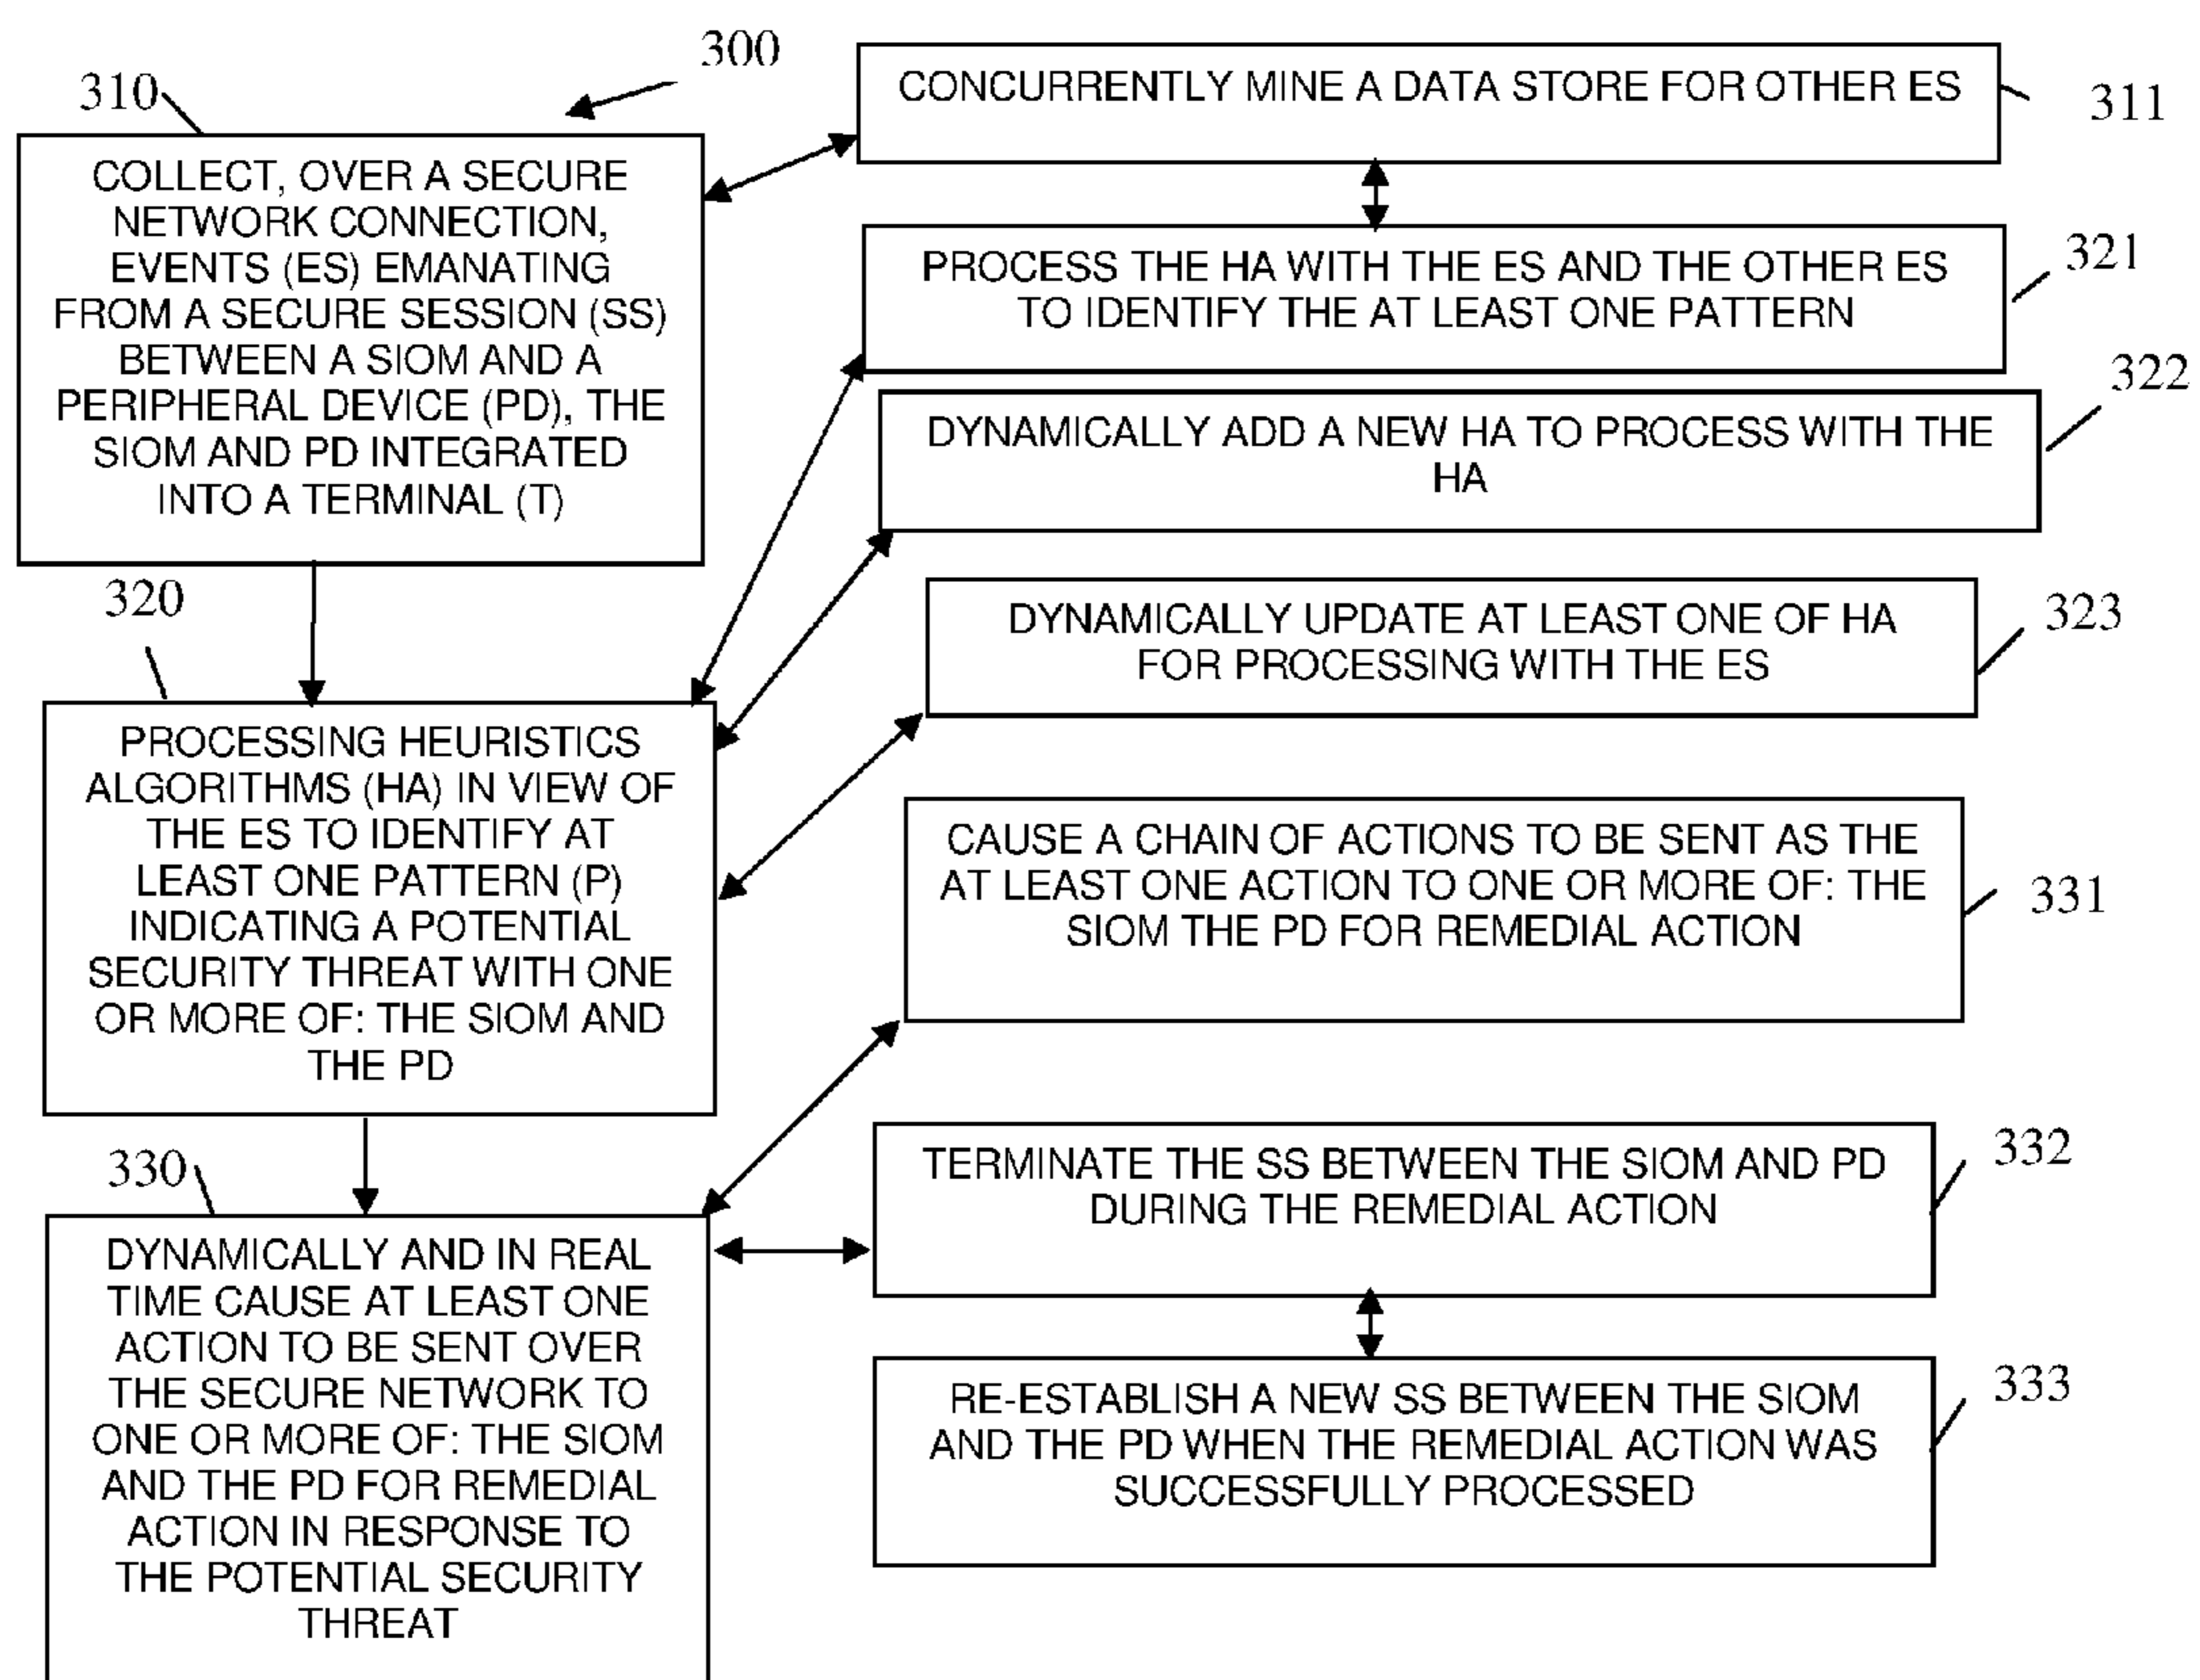 300
310
COLLECT, OVER A SECURE
NETWORK CONNECTION,
EVENTS (ES) EMANATING
FROM A SECURE SESSION (SS)
BETWEEN A SIOM AND A
PERIPHERAL DEVICE (PD), THE
SIOM AND PD INTEGRATED
INTO A TERMINAL (T)
CONCURRENTLY MINE A DATA STORE FOR OTHER ES
311
PROCESS THE HA WITH THE ES AND THE OTHER ES
TO IDENTIFY THE AT LEAST ONE PATTERN
321
DYNAMICALLY ADD A NEW HA TO PROCESS WITH THE
HA
322
320
PROCESSING HEURISTICS
ALGORITHMS (HA) IN VIEW OF
THE ES TO IDENTIFY AT
LEAST ONE PATTERN (P)
INDICATING A POTENTIAL
SECURITY THREAT WITH ONE
OR MORE OF: THE SIOM AND
THE PD
DYNAMICALLY UPDATE AT LEAST ONE OF HA
FOR PROCESSING WITH THE ES
323
CAUSE A CHAIN OF ACTIONS TO BE SENT AS THE
AT LEAST ONE ACTION TO ONE OR MORE OF: THE
SIOM THE PD FOR REMEDIAL ACTION
331
330
DYNAMICALLY AND IN REAL
TIME CAUSE AT LEAST ONE
ACTION TO BE SENT OVER
THE SECURE NETWORK TO
ONE OR MORE OF: THE SIOM
AND THE PD FOR REMEDIAL
ACTION IN RESPONSE TO
THE POTENTIAL SECURITY
THREAT
TERMINATE THE SS BETWEEN THE SIOM AND PD
DURING THE REMEDIAL ACTION
332
RE-ESTABLISH A NEW SS BETWEEN THE SIOM
AND THE PD WHEN THE REMEDIAL ACTION WAS
SUCCESSFULLY PROCESSED
333